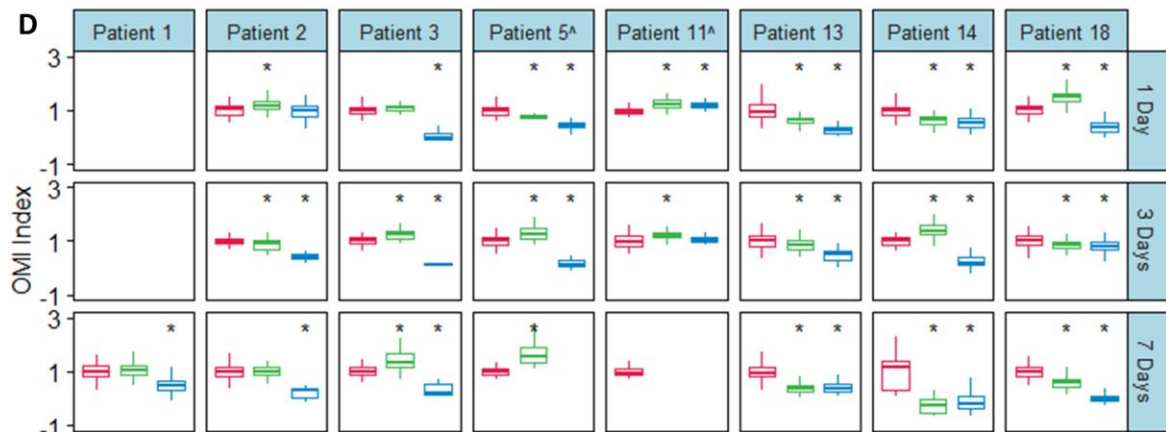 D
Patient 1 Patient 2 Patient 3 Patient 5^ Patient 11^ Patient 13 Patient 14 Patient 18
3 * * * * * * * * * * * * 1 Day
1
-1
3 * * * * * * * * * * * * * 3 Days
1
-1
3 * * * * * * * * * * * 7 Days
1
-1
OMI Index